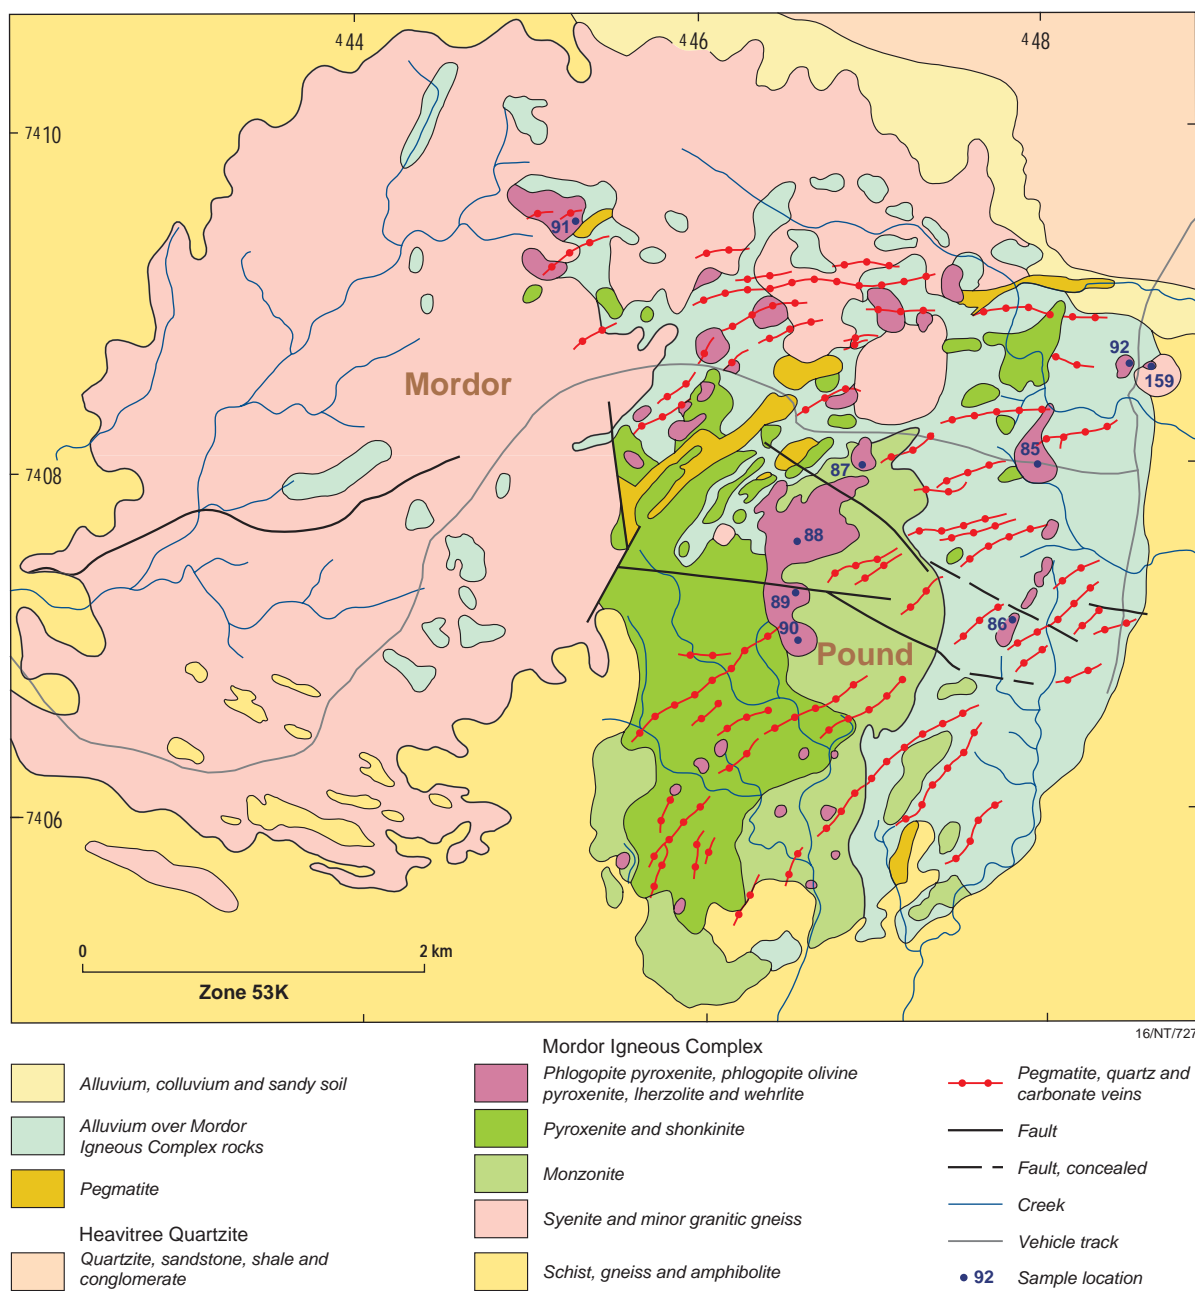 444
446
448
7410
91
92
159
Mordor
85
7408
87
88
89
86
90
Pound
7406
0 2 km
Zone 53K
16/NT/727
Alluvium, colluvium and sandy soil
Alluvium over Mordor
Igneous Complex rocks
Pegmatite
Heavitree Quartzite
Quartzite, sandstone, shale and
conglomerate
Mordor Igneous Complex
Phlogopite pyroxenite, phlogopite olivine
pyroxenite, lherzolite and wehrlite
Pyroxenite and shonkinite
Monzonite
Syenite and minor granitic gneiss
Schist, gneiss and amphibolite
Pegmatite, quartz and
carbonate veins
Fault
Fault, concealed
Creek
Vehicle track
92 Sample location